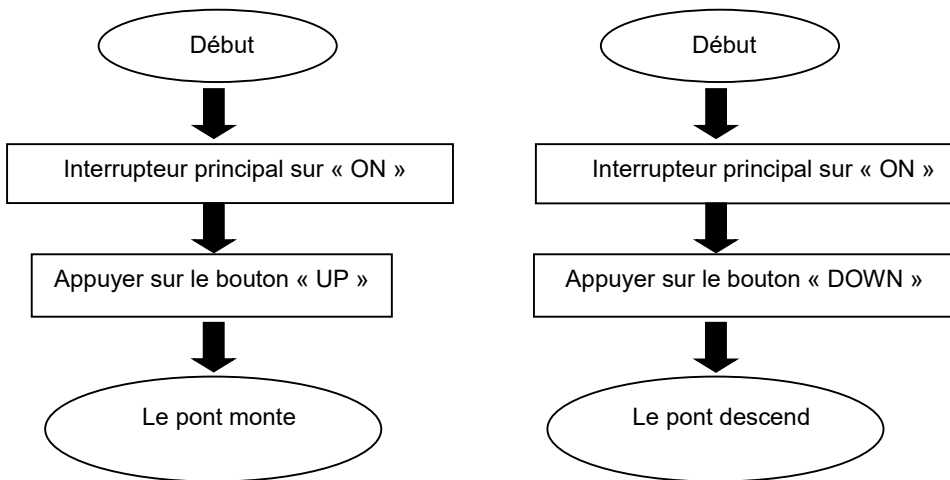 Début
Interrupteur principal sur « ON »
Appuyer sur le bouton « UP »
Le pont monte
Début
Interrupteur principal sur « ON »
Appuyer sur le bouton « DOWN »
Le pont descend